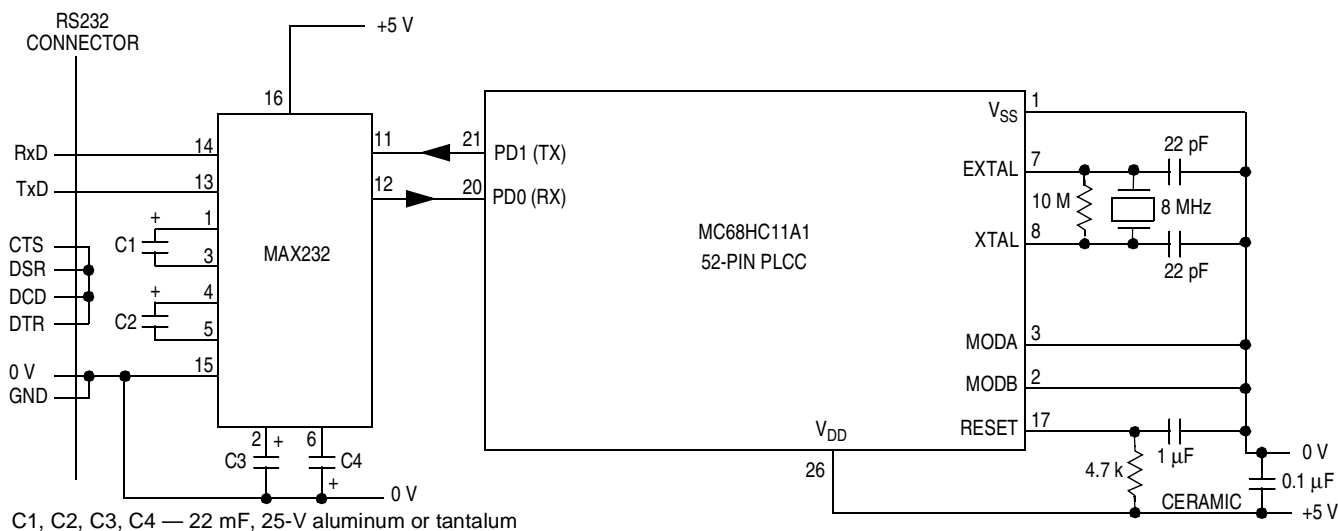 RS232
CONNECTOR
+5 V
16
RxD
14
11
21
PD1 (TX)
TxD
13
12
20
PD0 (RX)
CTS
DSR
DCD
DTR
+
C1
1
3
+
C2
4
5
MAX232
0 V
GND
15
2
+
C3
6
C4
+
0 V
MC68HC11A1
52-PIN PLCC
VSS
1
EXTAL
7
22 pF
10 M
8 MHz
XTAL
8
22 pF
MODA
3
MODB
2
RESET
17
VDD
26
4.7 k
1 µF
0 V
0.1 µF
CERAMIC
+5 V
C1, C2, C3, C4 — 22 mF, 25-V aluminum or tantalum